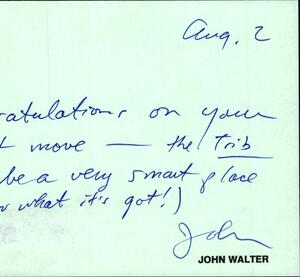 Aug. 2
ratulations on your
t move — the Trib
be a very smart place
what it's got!)
John
JOHN WALTER